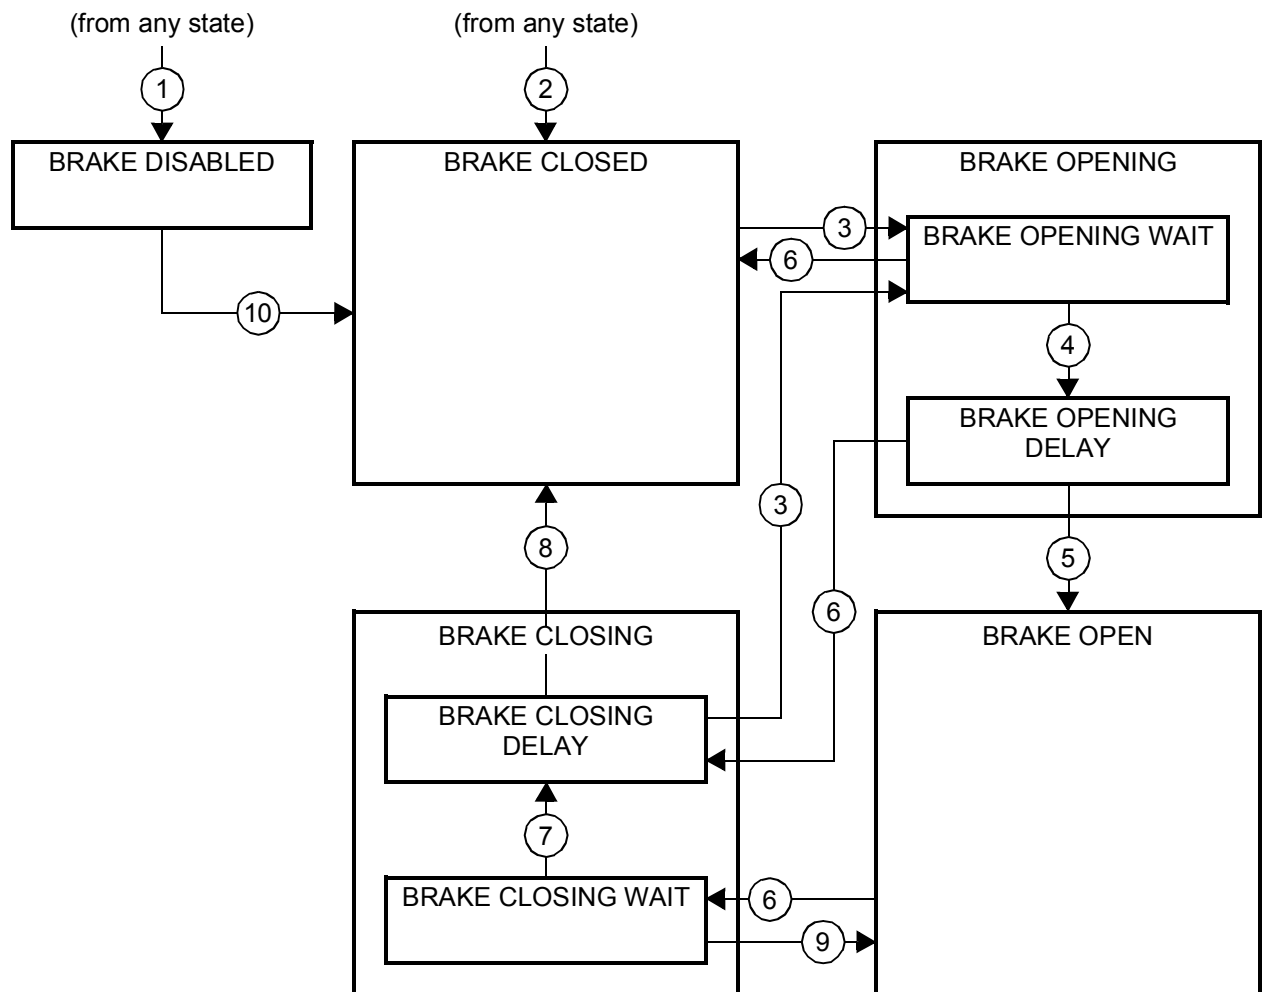 (from any state)
(from any state)
1
2
BRAKE DISABLED
BRAKE CLOSED
BRAKE OPENING
3
BRAKE OPENING WAIT
6
10
4
BRAKE OPENING
DELAY
3
8
5
6
BRAKE CLOSING
BRAKE OPEN
BRAKE CLOSING
DELAY
7
BRAKE CLOSING WAIT
6
9